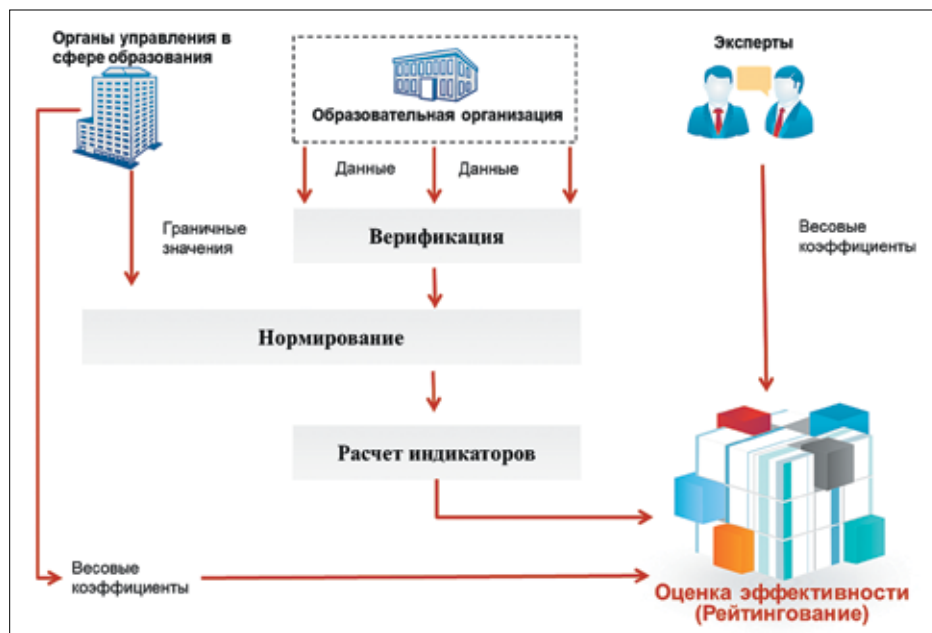 Органы управления в
сфере образования
Образовательная организация
Эксперты
Данные
Данные
Граничные
значения
Верификация
Весовые
коэффициенты
Нормирование
Расчет индикаторов
Весовые
коэффициенты
Оценка эффективности
(Рейтингование)